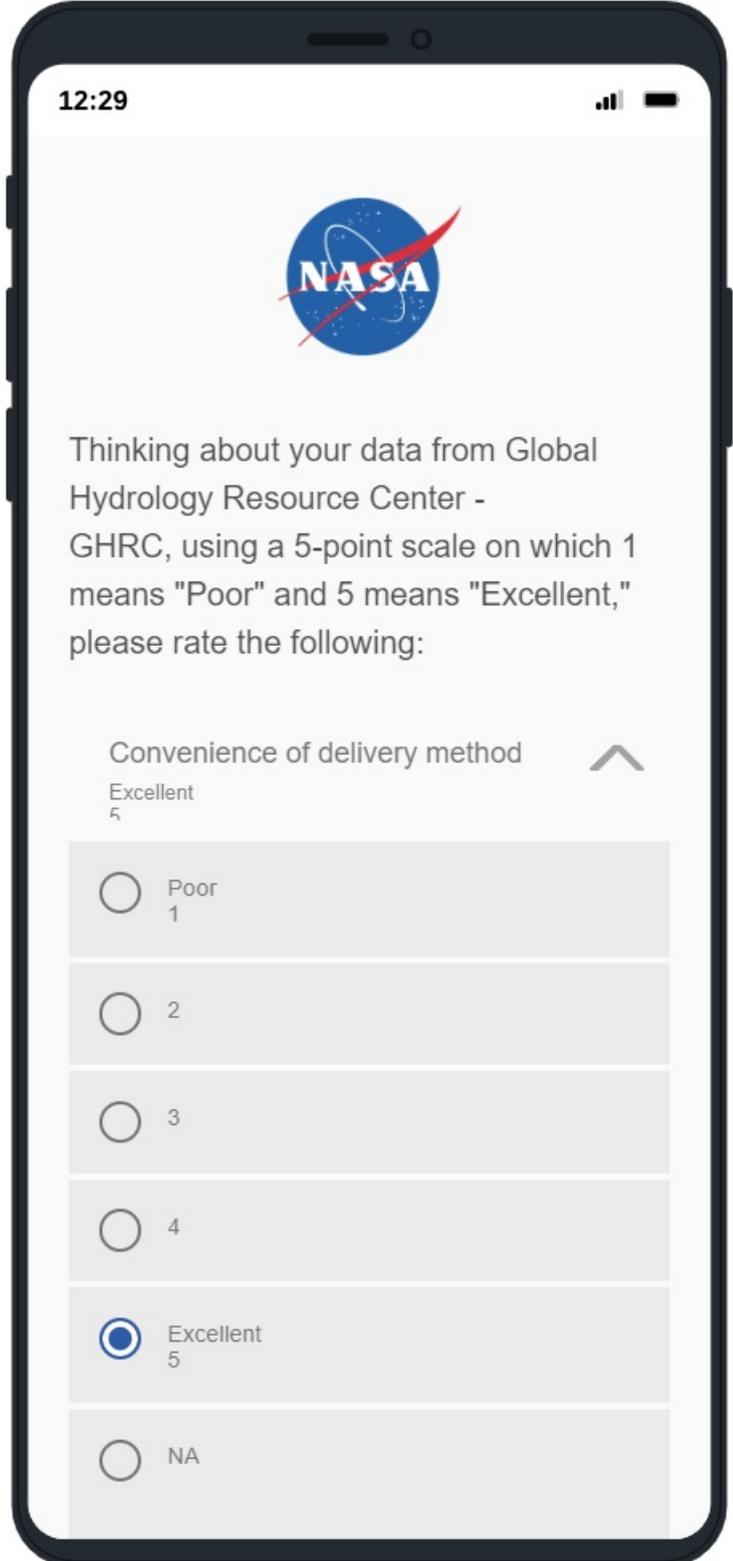 12:29
NASA
Thinking about your data from Global
Hydrology Resource Center -
GHRC, using a 5-point scale on which 1
means "Poor" and 5 means "Excellent,"
please rate the following:
Convenience of delivery method
Excellent
5
Poor
1
2
3
4
Excellent
5
NA